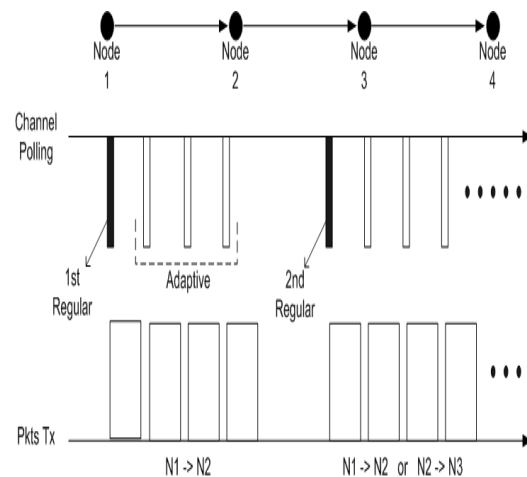 Node
1
Node
2
Node
3
Node
4
Channel
Polling
1st
Regular
Adaptive
2nd
Regular
Pkts Tx
N1 -> N2
N1 -> N2 or N2 -> N3